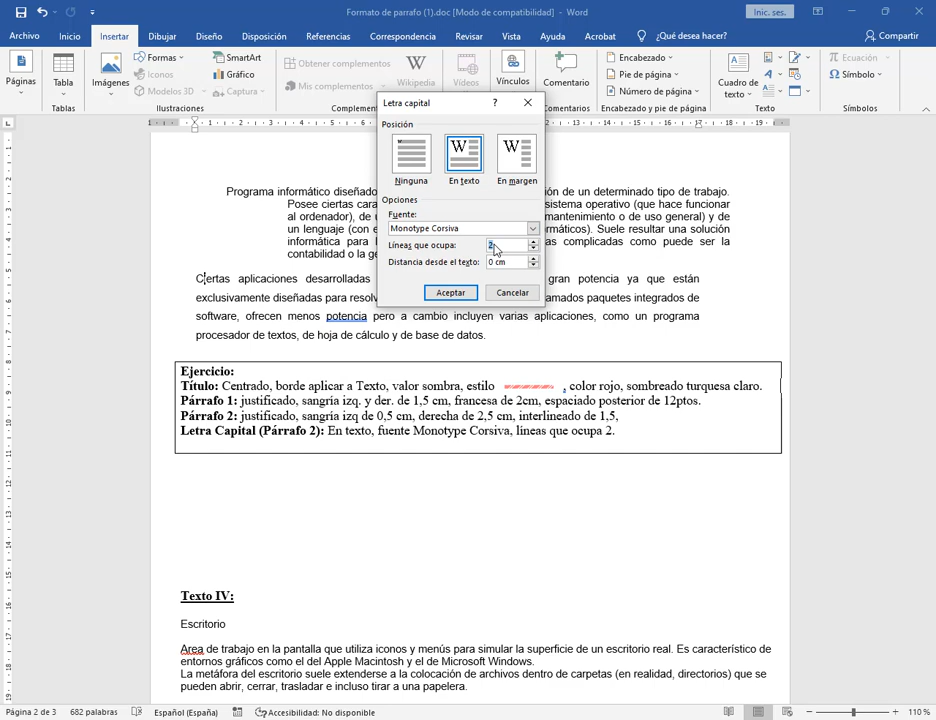 Formato de parrafo (1).doc [Modo de compatibilidad] - Word
Inic. ses.
Archivo Inicio Insertar Dibujar Diseño Disposición Referencias Correspondencia Revisar Vista Ayuda Acrobat ¿Qué desea hacer? Compartir
Páginas
Tabla
Tablas
Imágenes
Formas
Iconos
Modelos 3D
SmartArt
Gráfico
Captura
Ilustraciones
Obtener complementos
Mis complementos
Wikipedia
Complement
Vídeos
Vínculos
Comentario
Comentarios
Encabezado
Pie de página
Número de página
Encabezado y pie de página
Cuadro de
texto
Texto
Ecuación
Símbolo
Símbolos
Letra capital
Posición
Ninguna En texto En margen
Opciones
Fuente:
Monotype Corsiva
Líneas que ocupa: 2
Distancia desde el texto: 0 cm
Aceptar Cancelar
Programa informático diseñado ión de un determinado tipo de trabajo.
Posee ciertas cara sistema operativo (que hace funcionar
al ordenador), de u mantenimiento o de uso general) y de
un lenguaje (con e rmáticos). Suele resultar una solución
informática para l as complicadas como puede ser la
contabilidad o la ge
Ciertas aplicaciones desarrolladas gran potencia ya que están
exclusivamente diseñadas para resolv amados paquetes integrados de
software, ofrecen menos potencia pero a cambio incluyen varias aplicaciones, como un programa
procesador de textos, de hoja de cálculo y de base de datos.
Ejercicio:
Título: Centrado, borde aplicar a Texto, valor sombra, estilo , color rojo, sombreado turquesa claro.
Párrafo 1: justificado, sangría izq. y der. de 1,5 cm, francesa de 2cm, espaciado posterior de 12ptos.
Párrafo 2: justificado, sangría izq de 0,5 cm, derecha de 2,5 cm, interlineado de 1,5,
Letra Capital (Párrafo 2): En texto, fuente Monotype Corsiva, lineas que ocupa 2.
Texto IV:
Escritorio
Area de trabajo en la pantalla que utiliza iconos y menús para simular la superficie de un escritorio real. Es característico de
entornos gráficos como el del Apple Macintosh y el de Microsoft Windows.
La metáfora del escritorio suele extenderse a la colocación de archivos dentro de carpetas (en realidad, directorios) que se
pueden abrir, cerrar, trasladar e incluso tirar a una papelera.
Página 2 de 3 682 palabras Español (España) Accesibilidad: No disponible 110 %